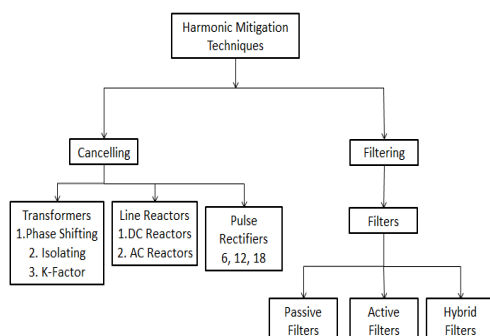 Harmonic Mitigation
Techniques
Cancelling
Filtering
Transformers
1.Phase Shifting
2. Isolating
3. K-Factor
Line Reactors
1.DC Reactors
2. AC Reactors
Pulse
Rectifiers
6, 12, 18
Filters
Passive
Filters
Active
Filters
Hybrid
Filters